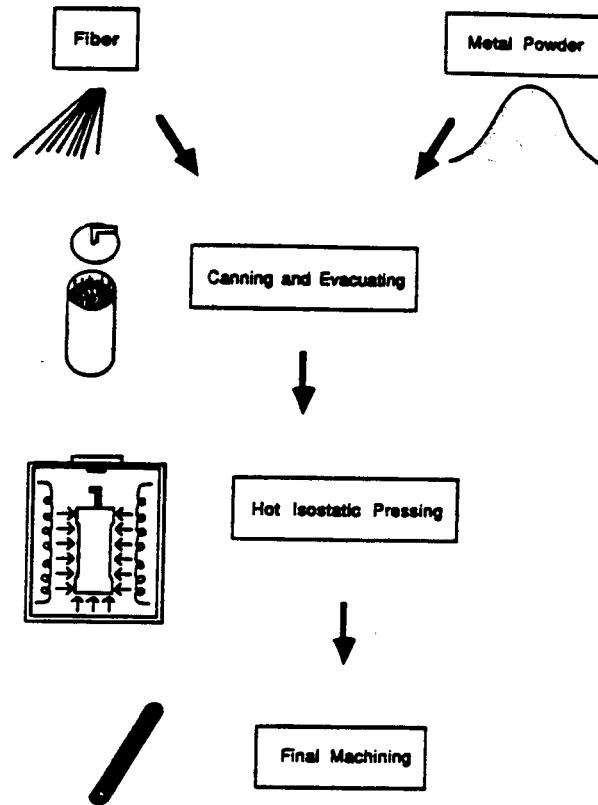 Fiber
Metal Powder
Canning and Evacuating
Hot Isostatic Pressing
Final Machining